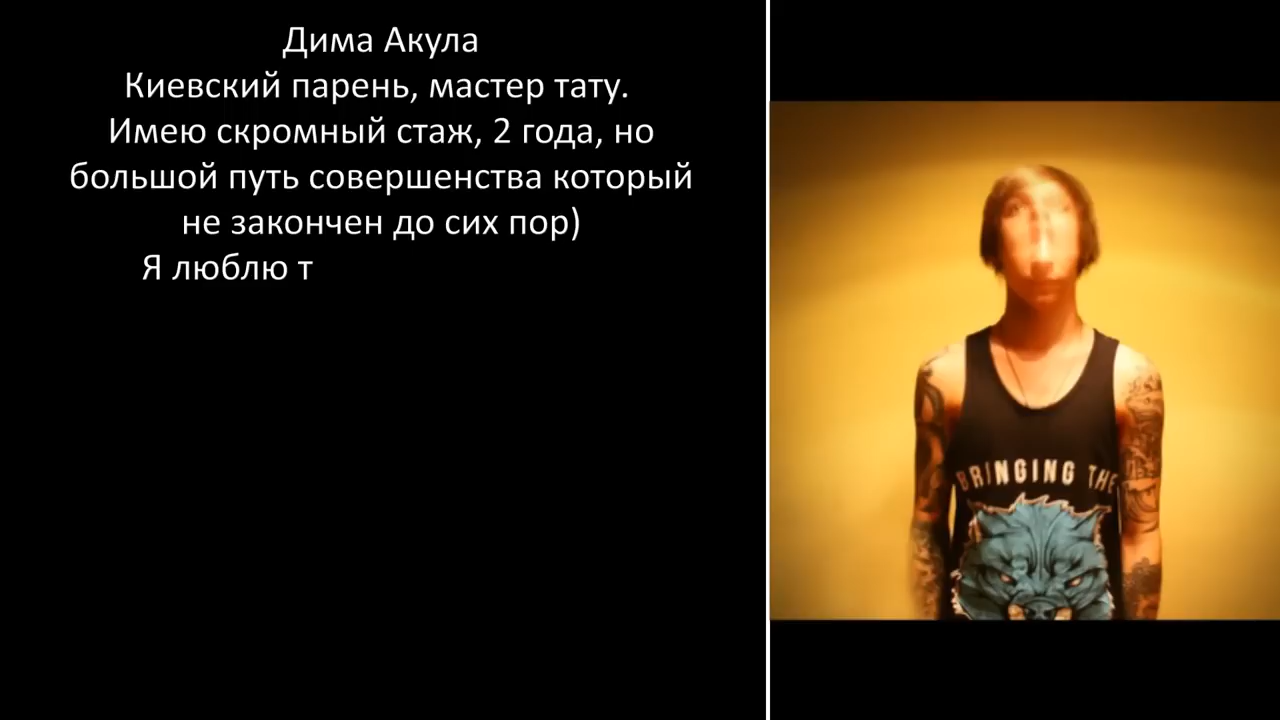 Дима Акула
Киевский парень, мастер тату.
Имею скромный стаж, 2 года, но
большой путь совершенства который
не закончен до сих пор)
Я люблю т
BRINGING THE